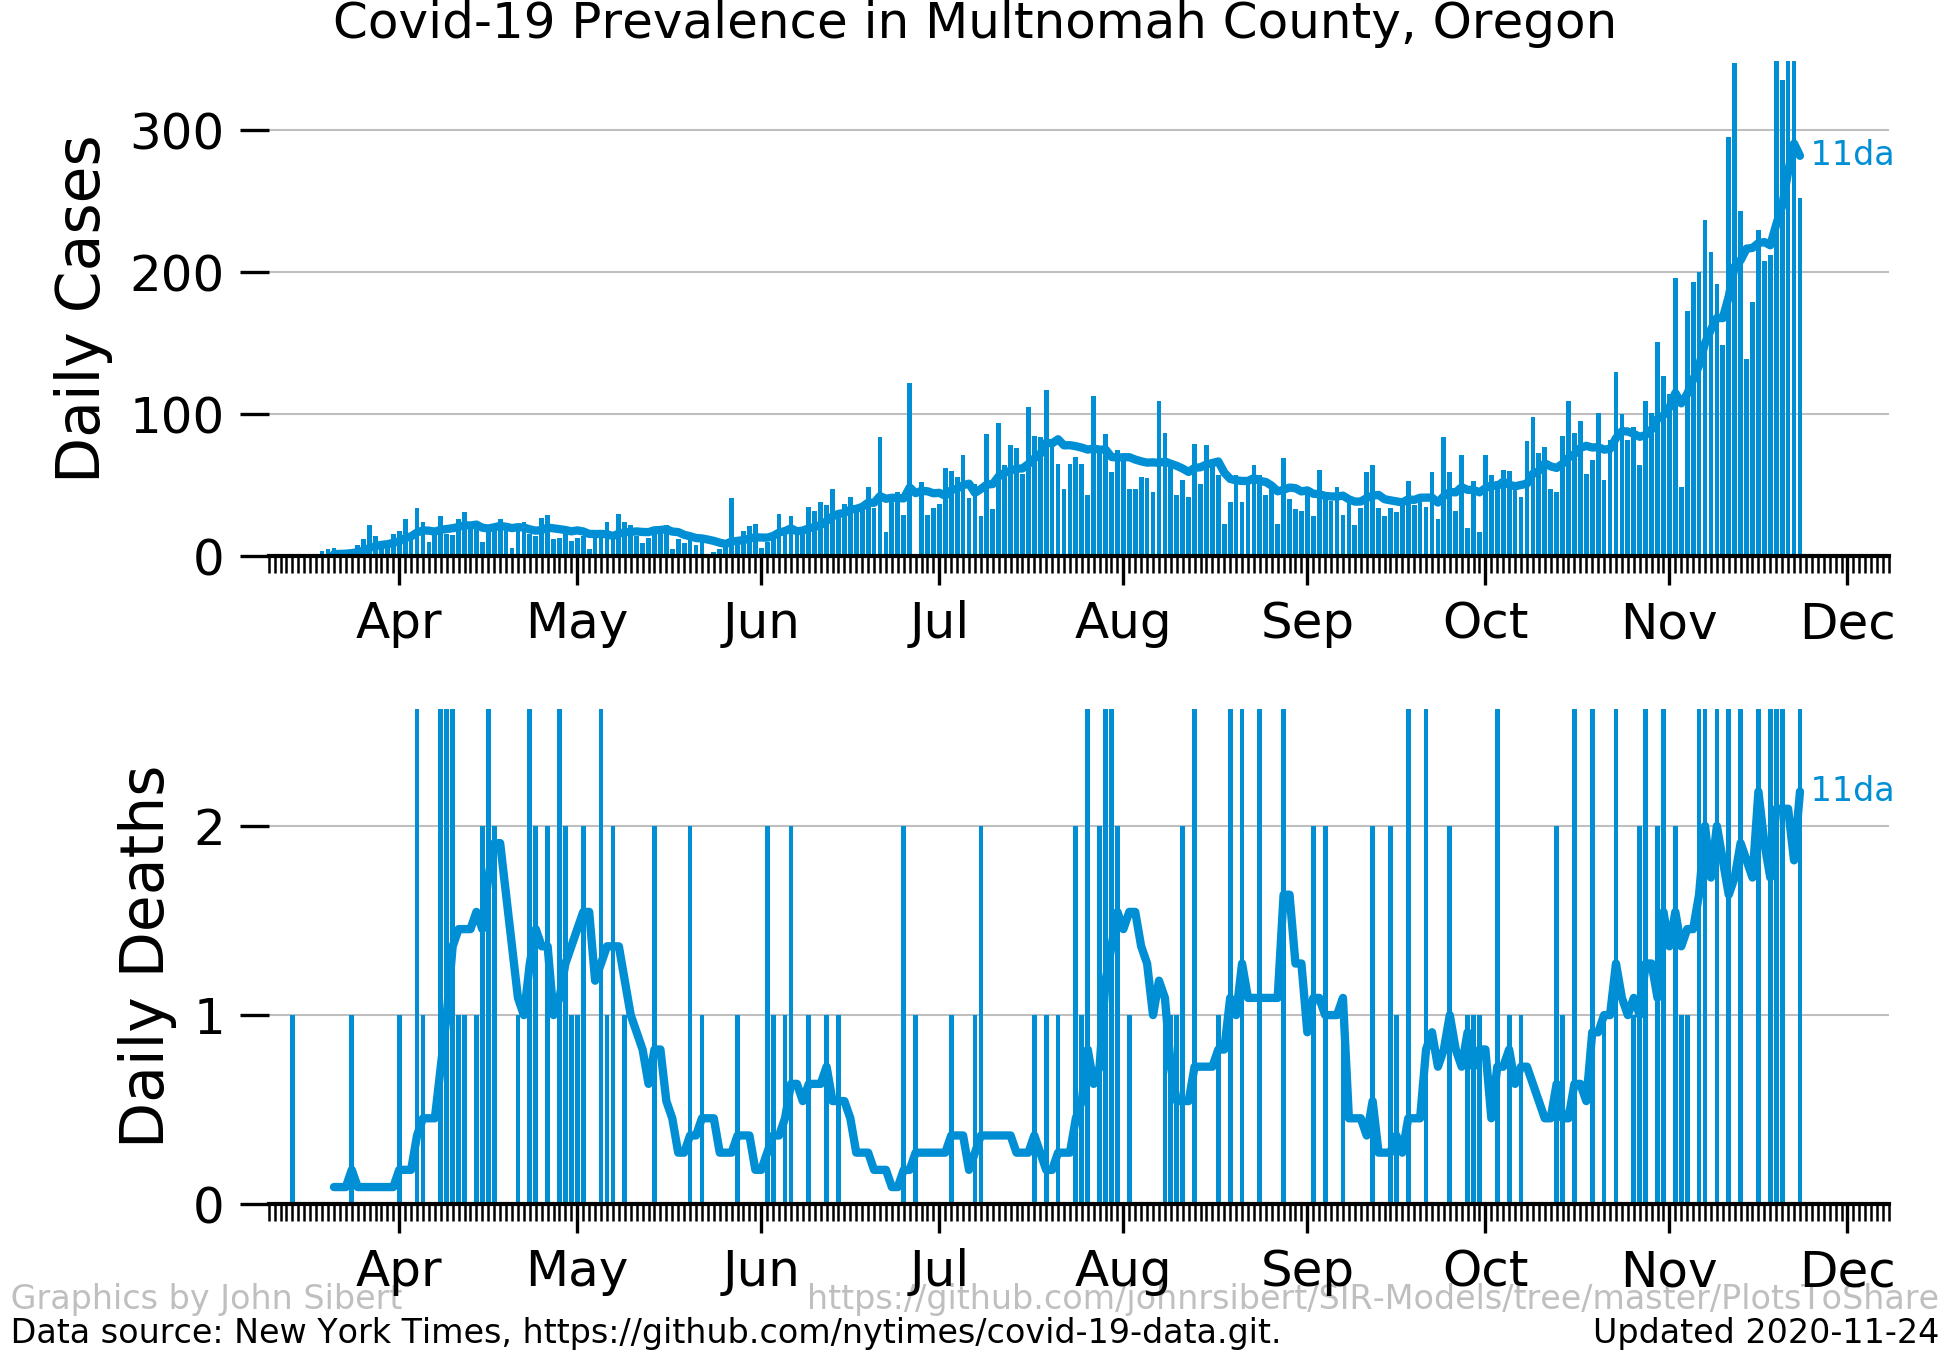 Covid-19 Prevalence in Multnomah County, Oregon
Daily Cases
300
200
100
0
11da
Apr May Jun Jul Aug Sep Oct Nov Dec
Daily Deaths
2
1
0
11da
Apr May Jun Jul Aug Sep Oct Nov Dec
Graphics by John Sibert https://github.com/johnrsibert/SIR-Models/tree/master/PlotsToShare
Data source: New York Times, https://github.com/nytimes/covid-19-data.git. Updated 2020-11-24